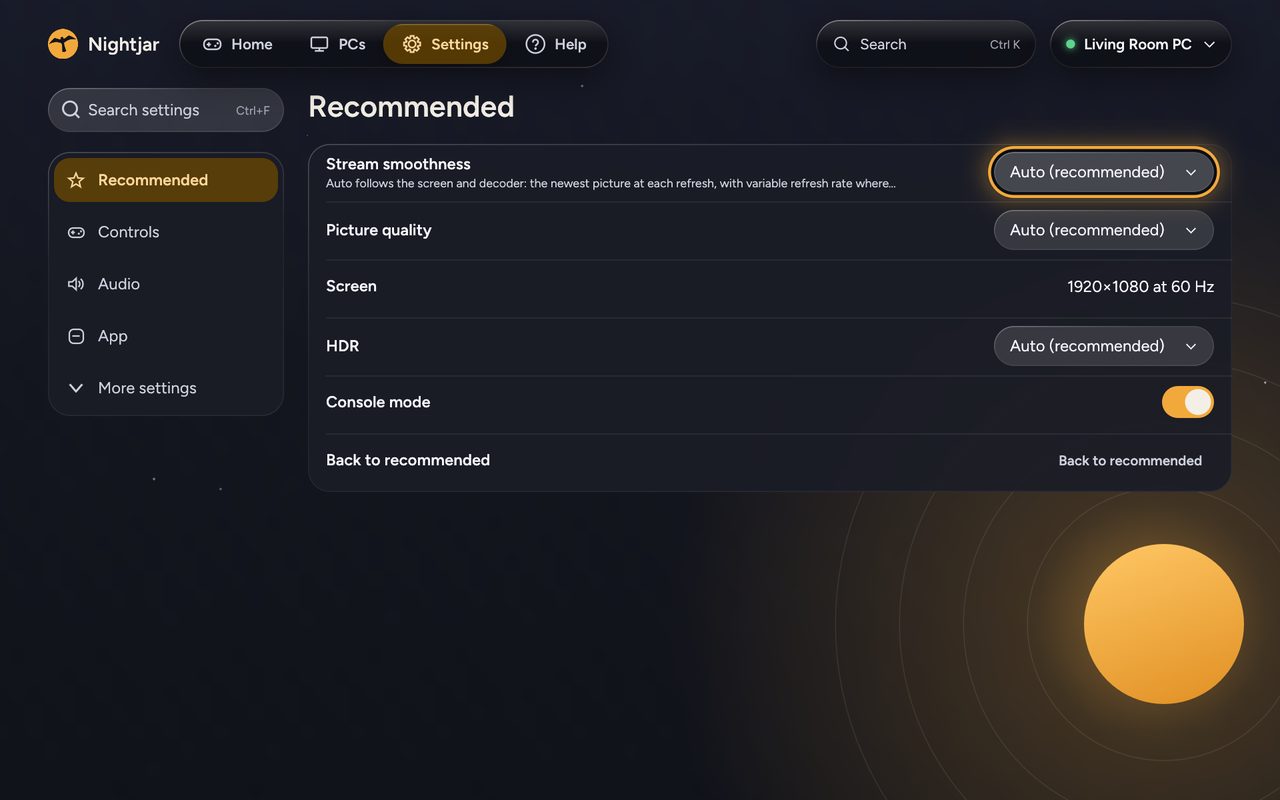 Nightjar
Home
PCs
Settings
Help
Search
Ctrl K
Living Room PC
Search settings
Ctrl+F
Recommended
Controls
Audio
App
More settings
Recommended
Stream smoothness
Auto follows the screen and decoder: the newest picture at each refresh, with variable refresh rate where...
Auto (recommended)
Picture quality
Auto (recommended)
Screen
1920×1080 at 60 Hz
HDR
Auto (recommended)
Console mode
Back to recommended
Back to recommended